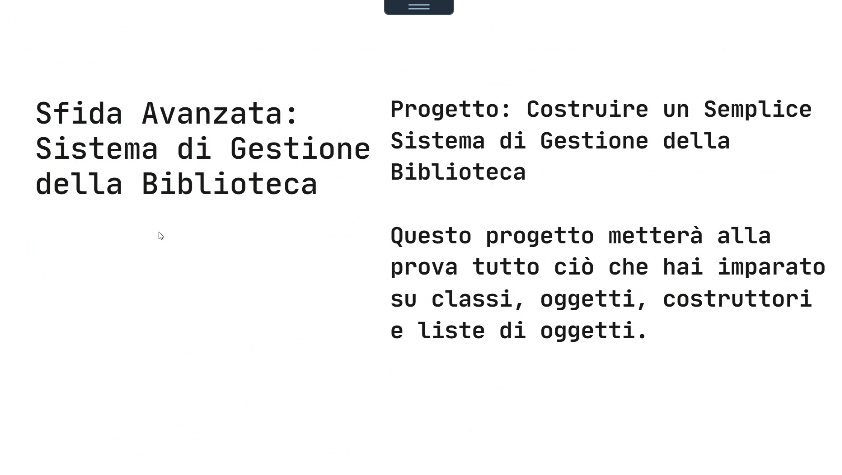 Sfida Avanzata:
Sistema di Gestione
della Biblioteca
Progetto: Costruire un Semplice
Sistema di Gestione della
Biblioteca
Questo progetto metterà alla
prova tutto ciò che hai imparato
su classi, oggetti, costruttori
e liste di oggetti.